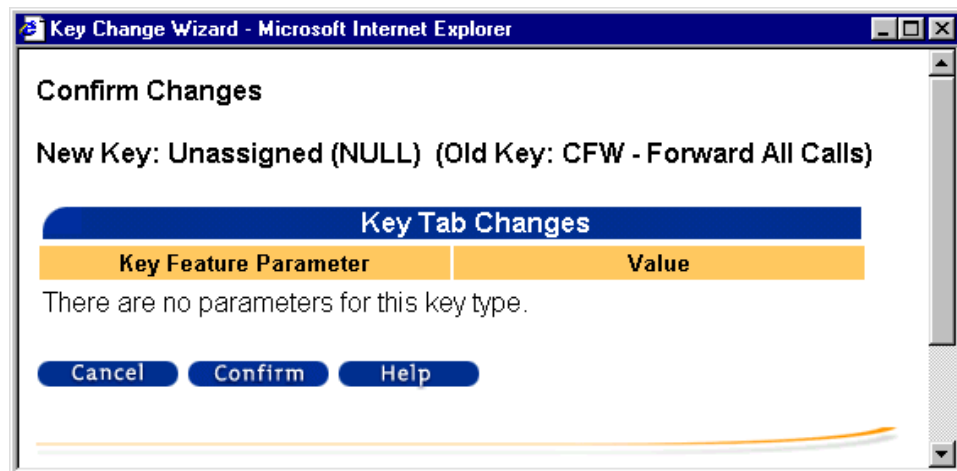 Key Change Wizard - Microsoft Internet Explorer
Confirm Changes
New Key: Unassigned (NULL) (Old Key: CFW - Forward All Calls)
Key Tab Changes
Key Feature Parameter Value
There are no parameters for this key type.
Cancel Confirm Help